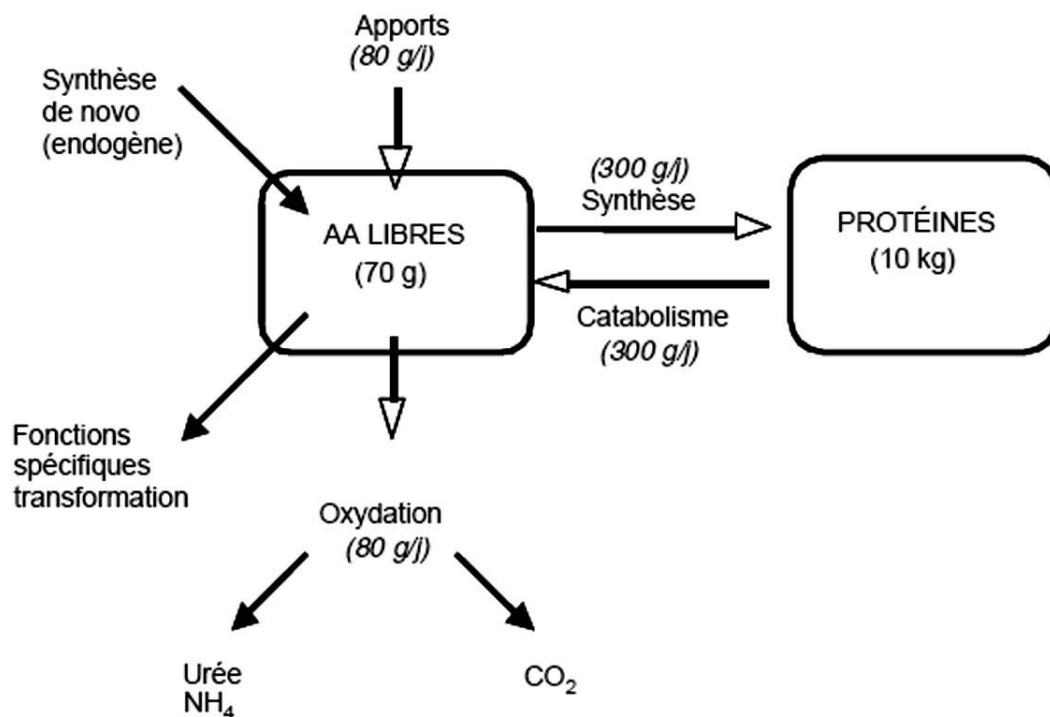 Apports
(80 g/j)
Synthèse
de novo
(endogène)
(300 g/j)
Synthèse
AA LIBRES
(70 g)
PROTÉINES
(10 kg)
Catabolisme
(300 g/j)
Fonctions
spécifiques
transformation
Oxydation
(80 g/j)
Urée
NH₄
CO₂